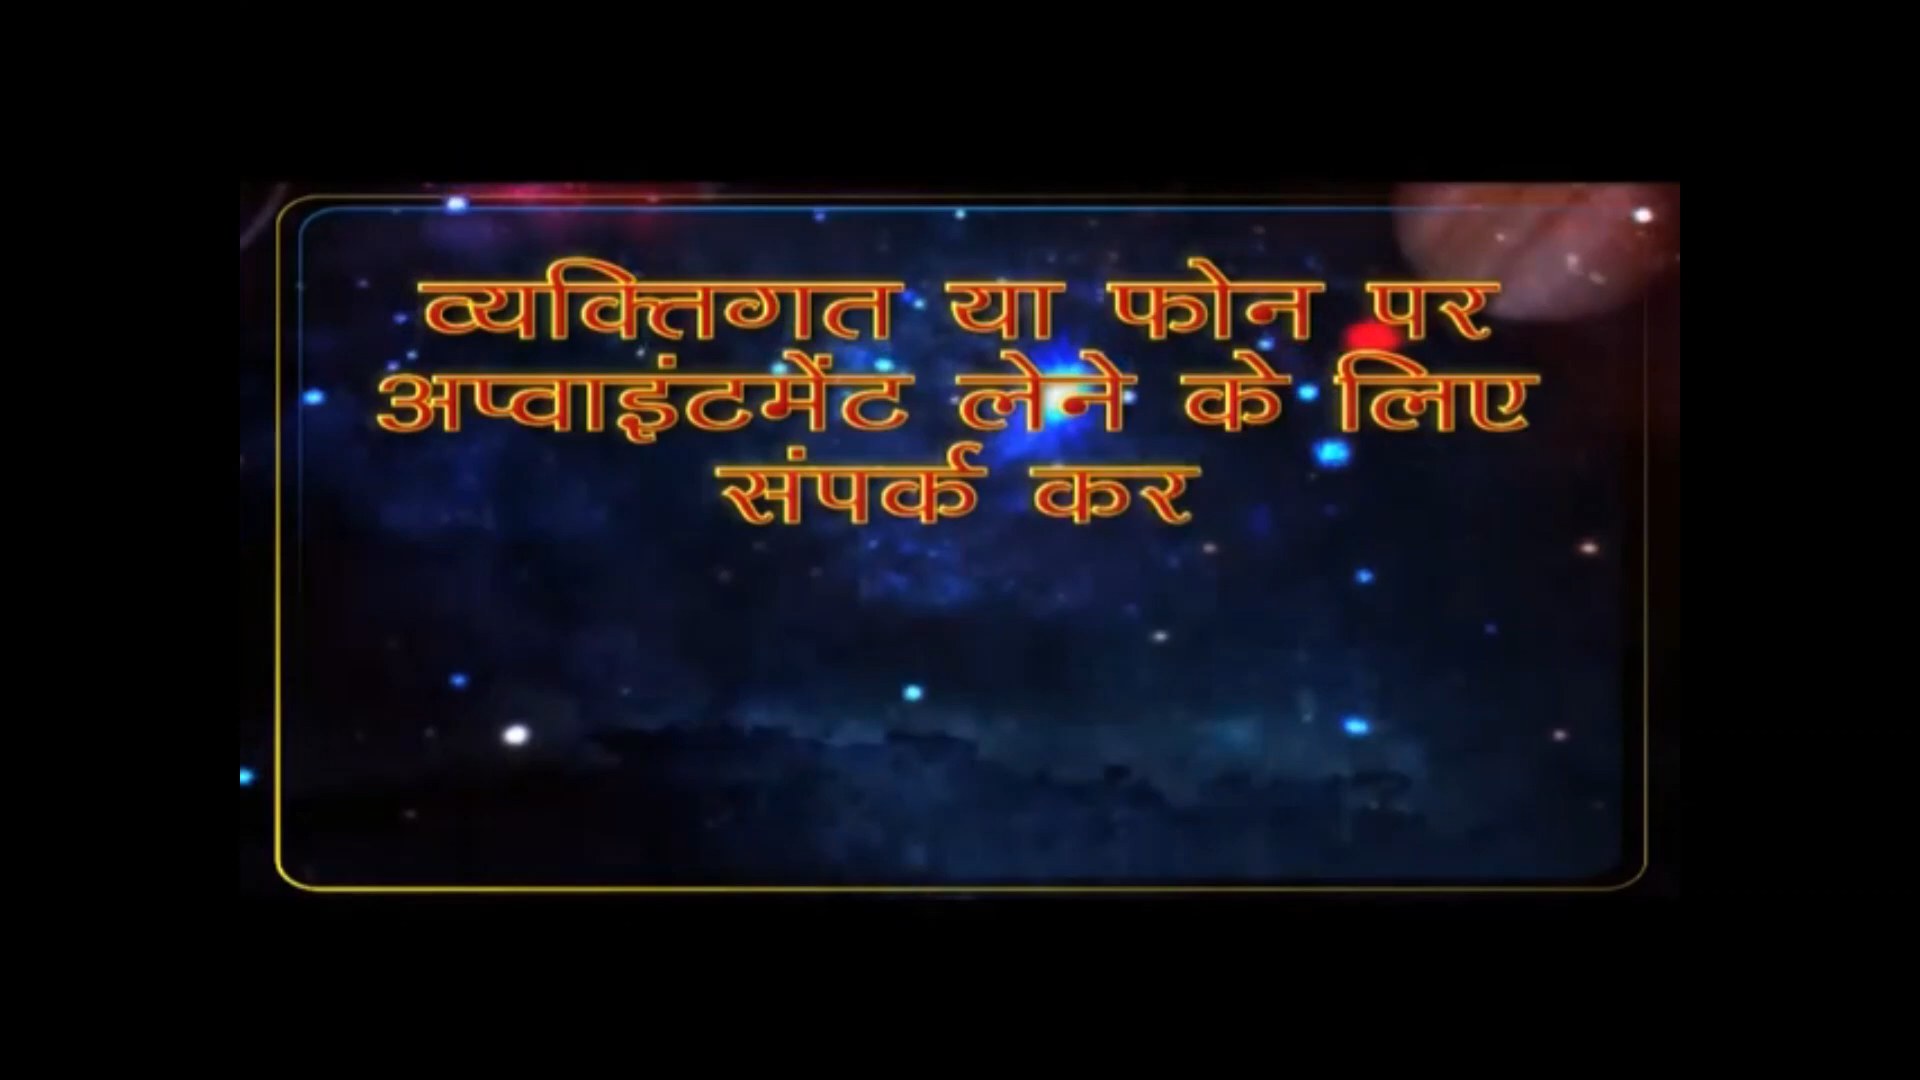 व्यक्तिगत या फोन पर
अप्वाइंटमेंट लेने के लिए
संपर्क कर